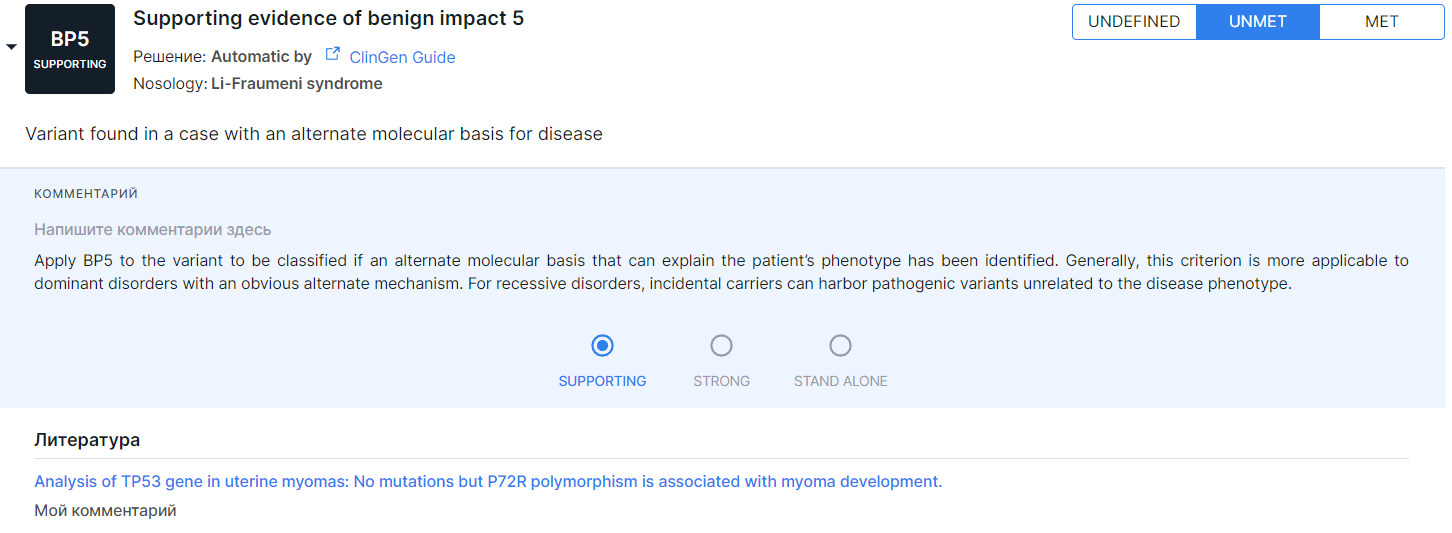 BP5
SUPPORTING
Supporting evidence of benign impact 5
Решение: Automatic by ClinGen Guide
Nosology: Li-Fraumeni syndrome
UNDEFINED
UNMET
MET
Variant found in a case with an alternate molecular basis for disease
КОММЕНТАРИЙ
Напишите комментарии здесь
Apply BP5 to the variant to be classified if an alternate molecular basis that can explain the patient’s phenotype has been identified. Generally, this criterion is more applicable to
dominant disorders with an obvious alternate mechanism. For recessive disorders, incidental carriers can harbor pathogenic variants unrelated to the disease phenotype.
SUPPORTING
STRONG
STAND ALONE
Литература
Analysis of TP53 gene in uterine myomas: No mutations but P72R polymorphism is associated with myoma development.
Мой комментарий